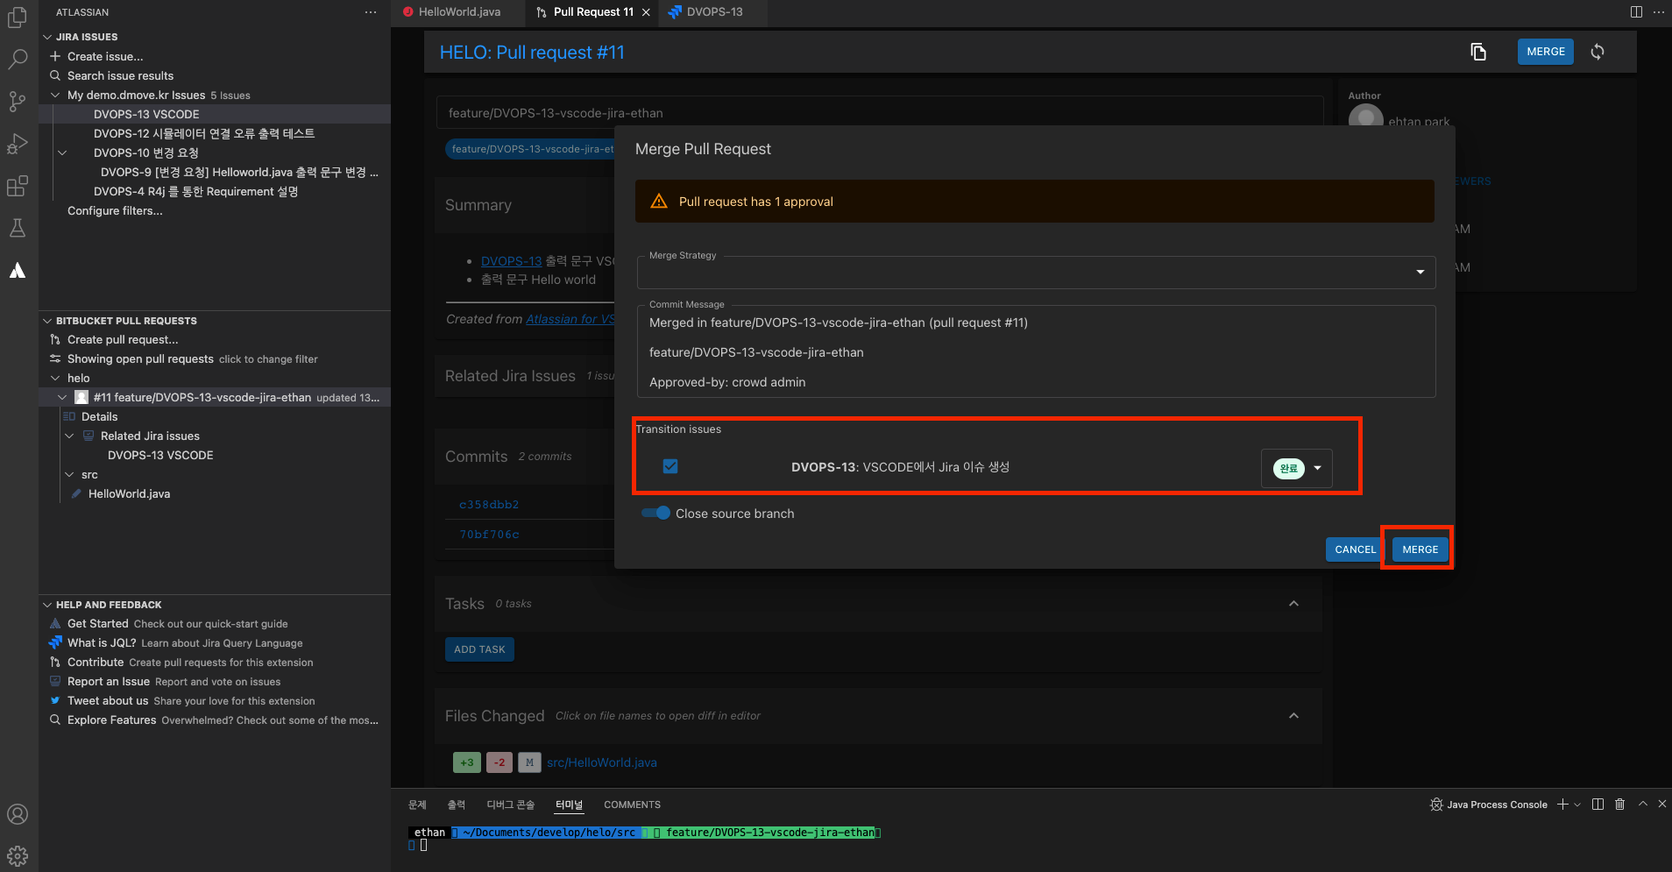 ATLASSIAN
JIRA ISSUES
Create issue...
Search issue results
My demo.dmove.kr Issues 5 Issues
DVOPS-13 VSCODE
DVOPS-12 시뮬레이터 연결 오류 출력 테스트
DVOPS-10 변경 요청
DVOPS-9 [변경 요청] Helloworld.java 출력 문구 변경 ...
DVOPS-4 R4j 를 통한 Requirement 설명
Configure filters...
BITBUCKET PULL REQUESTS
Create pull request...
Showing open pull requests click to change filter
helo
#11 feature/DVOPS-13-vscode-jira-ethan updated 13...
Details
Related Jira issues
DVOPS-13 VSCODE
src
HelloWorld.java
HELP AND FEEDBACK
Get Started Check out our quick-start guide
What is JQL? Learn about Jira Query Language
Contribute Create pull requests for this extension
Report an Issue Report and vote on issues
Tweet about us Share your love for this extension
Explore Features Overwhelmed? Check out some of the mos...
HelloWorld.java
Pull Request 11
DVOPS-13
HELO: Pull request #11
MERGE
feature/DVOPS-13-vscode-jira-ethan
feature/DVOPS-13-vscode-jira-et
Author
ehtan park
EWERS
AM
AM
Summary
DVOPS-13 출력 문구 VSC
출력 문구 Hello world
Created from Atlassian for VS
Related Jira Issues 1 issu
Commits 2 commits
c358dbb2
70bf706c
Merge Pull Request
Pull request has 1 approval
Merge Strategy
Commit Message
Merged in feature/DVOPS-13-vscode-jira-ethan (pull request #11)
feature/DVOPS-13-vscode-jira-ethan
Approved-by: crowd admin
Transition issues
DVOPS-13: VSCODE에서 Jira 이슈 생성
완료
Close source branch
CANCEL
MERGE
Tasks 0 tasks
ADD TASK
Files Changed Click on file names to open diff in editor
+3 -2 M src/HelloWorld.java
문제 출력 디버그 콘솔 터미널 COMMENTS
Java Process Console
ethan ~/Documents/develop/helo/src feature/DVOPS-13-vscode-jira-ethan